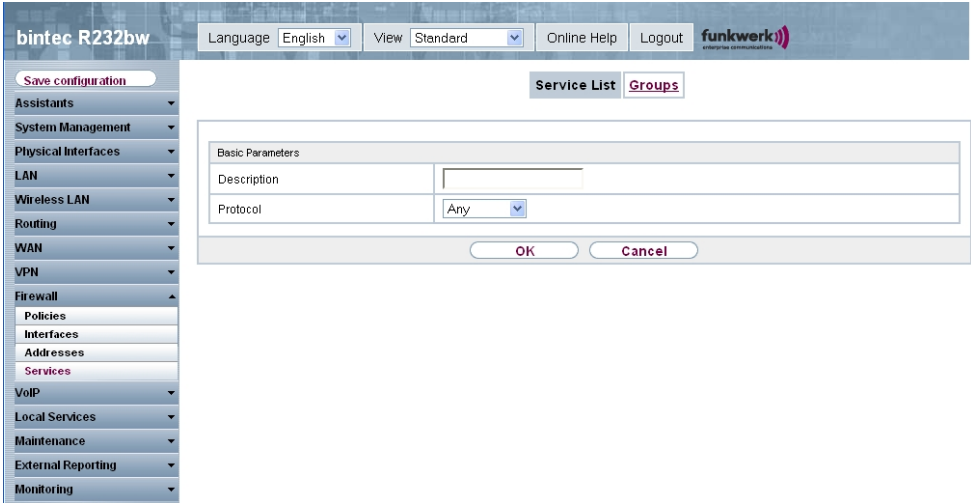 bintec R232bw
Language English View Standard Online Help Logout funkwerk
enterprise communications
Save configuration
Assistants
System Management
Physical Interfaces
LAN
Wireless LAN
Routing
WAN
VPN
Firewall
Policies
Interfaces
Addresses
Services
VoIP
Local Services
Maintenance
External Reporting
Monitoring
Service List Groups
Basic Parameters
Description
Protocol Any
OK Cancel